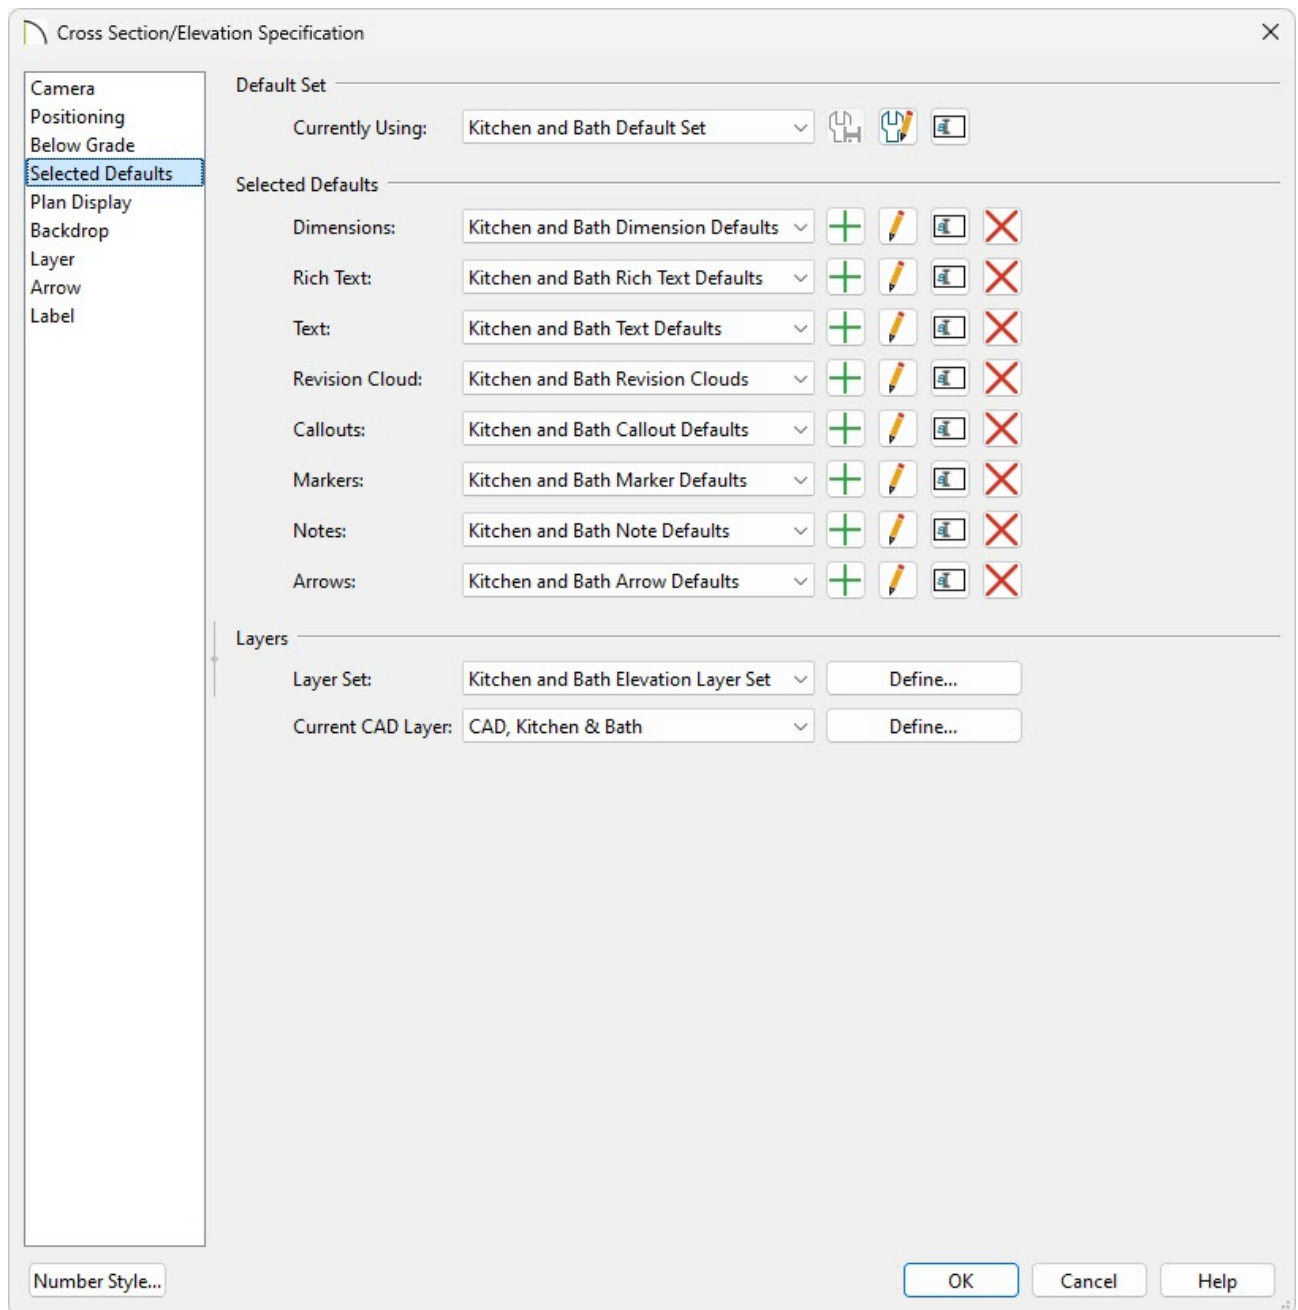 Cross Section/Elevation Specification
Camera
Positioning
Below Grade
Selected Defaults
Plan Display
Backdrop
Layer
Arrow
Label
Default Set
Currently Using: Kitchen and Bath Default Set
Selected Defaults
Dimensions: Kitchen and Bath Dimension Defaults
Rich Text: Kitchen and Bath Rich Text Defaults
Text: Kitchen and Bath Text Defaults
Revision Cloud: Kitchen and Bath Revision Clouds
Callouts: Kitchen and Bath Callout Defaults
Markers: Kitchen and Bath Marker Defaults
Notes: Kitchen and Bath Note Defaults
Arrows: Kitchen and Bath Arrow Defaults
Layers
Layer Set: Kitchen and Bath Elevation Layer Set Define...
Current CAD Layer: CAD, Kitchen & Bath Define...
Number Style... OK Cancel Help